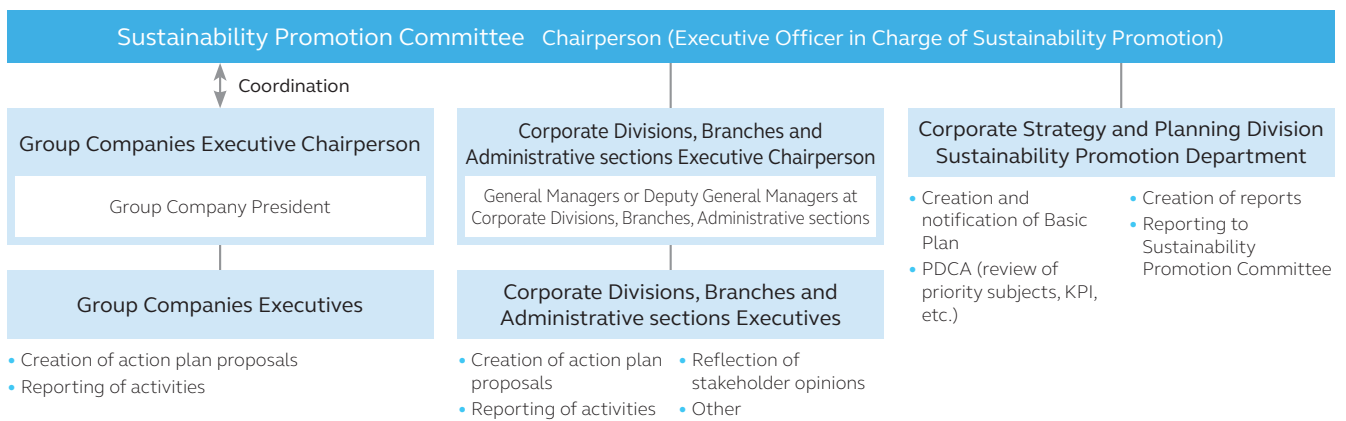 Sustainability Promotion Committee Chairperson (Executive Officer in Charge of Sustainability Promotion)
Coordination
Group Companies Executive Chairperson
Group Company President
Group Companies Executives
• Creation of action plan proposals
• Reporting of activities
Corporate Divisions, Branches and
Administrative sections Executive Chairperson
General Managers or Deputy General Managers at
Corporate Divisions, Branches, Administrative sections
Corporate Divisions, Branches and
Administrative sections Executives
• Creation of action plan
proposals
• Reporting of activities
• Reflection of
stakeholder opinions
• Other
Corporate Strategy and Planning Division
Sustainability Promotion Department
• Creation and
notification of Basic
Plan
• PDCA (review of
priority subjects, KPI,
etc.)
• Creation of reports
• Reporting to
Sustainability
Promotion Committee